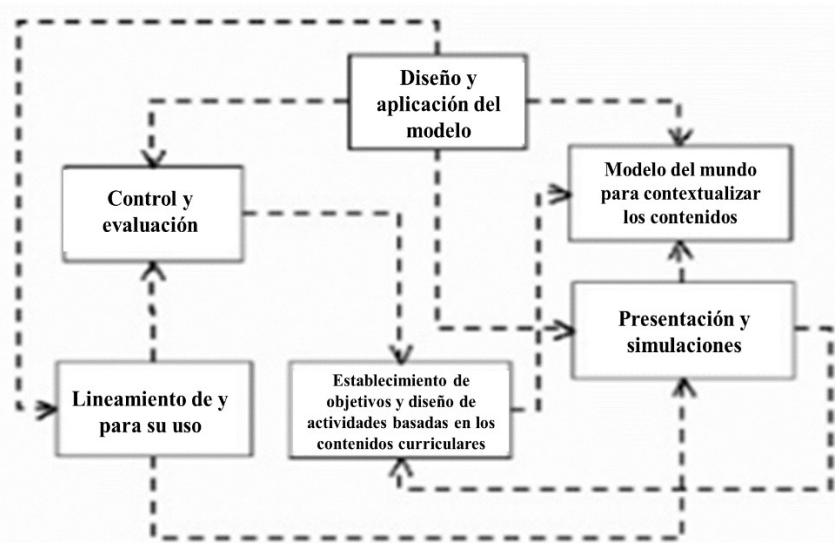 Diseño y
aplicación del
modelo
Modelo del mundo
para contextualizar
los contenidos
Control y
evaluación
Presentación y
simulaciones
Lineamiento de y
para su uso
Establecimiento de
objetivos y diseño de
actividades basadas en los
contenidos curriculares